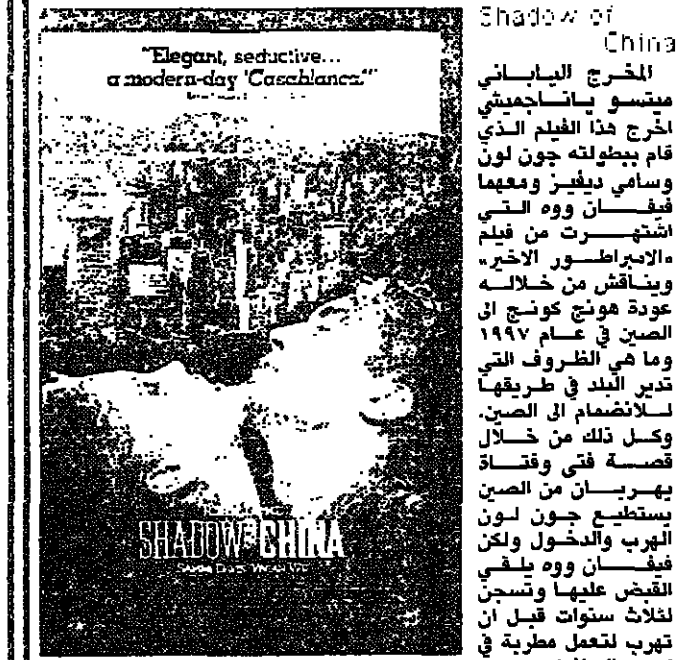 "Elegant, seductive...
a modern-day 'Casablanca'"
SHADOW OF CHINA
Shadow of
China
المخرج اليابانى
ميتسو ياناجميشي
اخرج هذا الفيلم الذي
قام ببطولته جون لون
وسامي ديفيز ومعهما
فيفان ووه التي
اشتهرت من فيلم
«الامبراطور الاخير»
ويناقش من خلاله
عودة هونج كونج الى
الصين في عام ١٩٩٧
وما هي الظروف التي
تدير البلد في طريقها
للانضمام الى الصين.
وكل ذلك من خلال
قصة فتى وفتاة
يهربان من الصين
يستطيع جون لون
الهرب والدخول ولكن
فيفان ووه يلقي
القبض عليها وتسجن
لثلاث سنوات قبل ان
تهرب لتعمل مطربة في